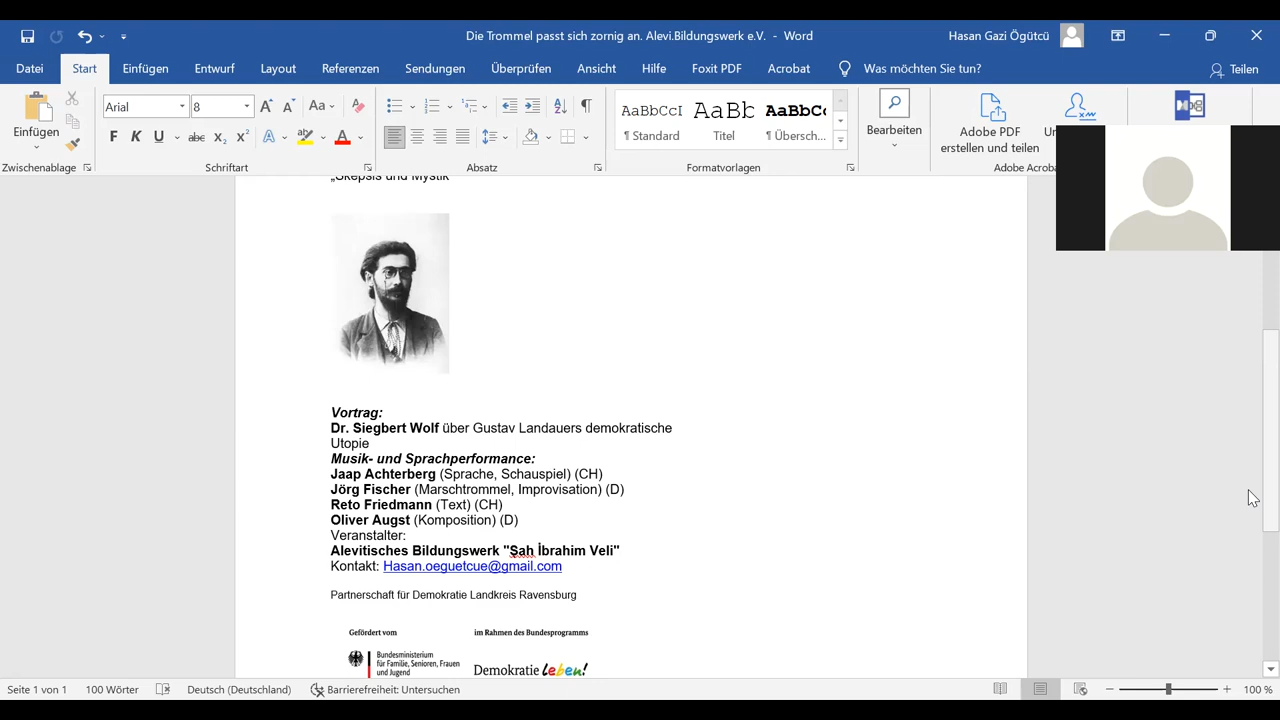 Die Trommel passt sich zornig an. Alevi.Bildungswerk e.V. - Word
Hasan Gazi Ögütcü
Datei Start Einfügen Entwurf Layout Referenzen Sendungen Überprüfen Ansicht Hilfe Foxit PDF Acrobat Was möchten Sie tun? Teilen
Einfügen
Zwischenablage
Arial 8
F K U abc
Schriftart
Absatz
AaBbCcI AaBb AaBbCc
¶ Standard Titel ¶ Übersch...
Formatvorlagen
Bearbeiten
Adobe PDF
erstellen und teilen
Adobe Acroba
„Skepsis und Mystik“
Vortrag:
Dr. Siegbert Wolf über Gustav Landauers demokratische
Utopie
Musik- und Sprachperformance:
Jaap Achterberg (Sprache, Schauspiel) (CH)
Jörg Fischer (Marschtrommel, Improvisation) (D)
Reto Friedmann (Text) (CH)
Oliver Augst (Komposition) (D)
Veranstalter:
Alevitisches Bildungswerk "Şah İbrahim Veli"
Kontakt: Hasan.oeguetcue@gmail.com
Partnerschaft für Demokratie Landkreis Ravensburg
Gefördert vom
im Rahmen des Bundesprogramms
Bundesministerium
für Familie, Senioren, Frauen
und Jugend
Demokratie leben!
Seite 1 von 1 100 Wörter Deutsch (Deutschland) Barrierefreiheit: Untersuchen 100 %